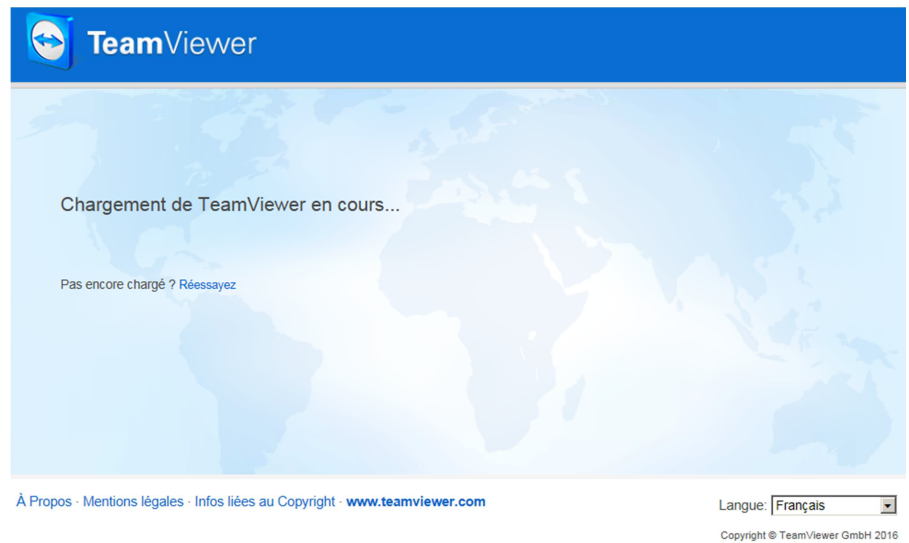 TeamViewer
Chargement de TeamViewer en cours...
Pas encore chargé ? Réessayez
À Propos · Mentions légales · Infos liées au Copyright · www.teamviewer.com
Langue: Français
Copyright © TeamViewer GmbH 2016